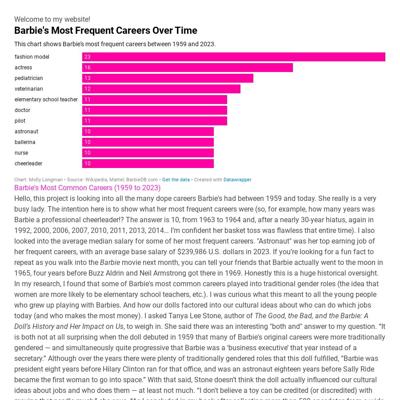 Welcome to my website!
Barbie's Most Frequent Careers Over Time
This chart shows Barbie's most frequent careers between 1959 and 2023.
fashion model 23
actress 16
pediatrician 13
veterinarian 12
elementary school teacher 11
doctor 11
pilot 11
astronaut 10
ballerina 10
nurse 10
cheerleader 10
Chart: Molly Longman • Source: Wikipedia, Mattel, BarbieDB.com • Get the data • Created with Datawrapper
Barbie's Most Common Careers (1959 to 2023)
Hello, this project is looking into all the many dope careers Barbie's had between 1959 and today. She really is a very
busy lady. The intention here is to show what her most frequent careers were (so, for example, how many years was
Barbie a professional cheerleader!? The answer is 10, from 1963 to 1964 and, after a nearly 30-year hiatus, again in
1992, 2000, 2006, 2007, 2010, 2011, 2013, 2014... I'm confident her basket toss was flawless that entire time). I also
looked into the average median salary for some of her most frequent careers. "Astronaut" was her top earning job of
her frequent careers, with an average base salary of $239,986 U.S. dollars in 2023. If you're looking for a fun fact to
repeat as you walk into the Barbie movie next month, you can tell your friends that Barbie actually went to the moon in
1965, four years before Buzz Aldrin and Neil Armstrong got there in 1969. Honestly this is a huge historical oversight.
In my research, I found that some of Barbie's most common careers played into traditional gender roles (the idea that
women are more likely to be elementary school teachers, etc.). I was curious what this meant to all the young people
who grew up playing with Barbies. And how our dolls factored into our cultural ideas about who can do which jobs
today (and who makes the most money). I asked Tanya Lee Stone, author of The Good, the Bad, and the Barbie: A
Doll's History and Her Impact on Us, to weigh in. She said there was an interesting "both and" answer to my question. "It
is both not at all surprising when the doll debuted in 1959 that many of Barbie's original careers were more traditionally
gendered — and simultaneously quite progressive that Barbie was a 'business executive' that year instead of a
secretary." Although over the years there were plenty of traditionally gendered roles that this doll fulfilled, "Barbie was
president eight years before Hilary Clinton ran for that office, and was an astronaut eighteen years before Sally Ride
became the first woman to go into space." With that said, Stone doesn't think the doll actually influenced our cultural
ideas about jobs and who does them — at least not much. "I don't believe a toy can be credited (or discredited) with